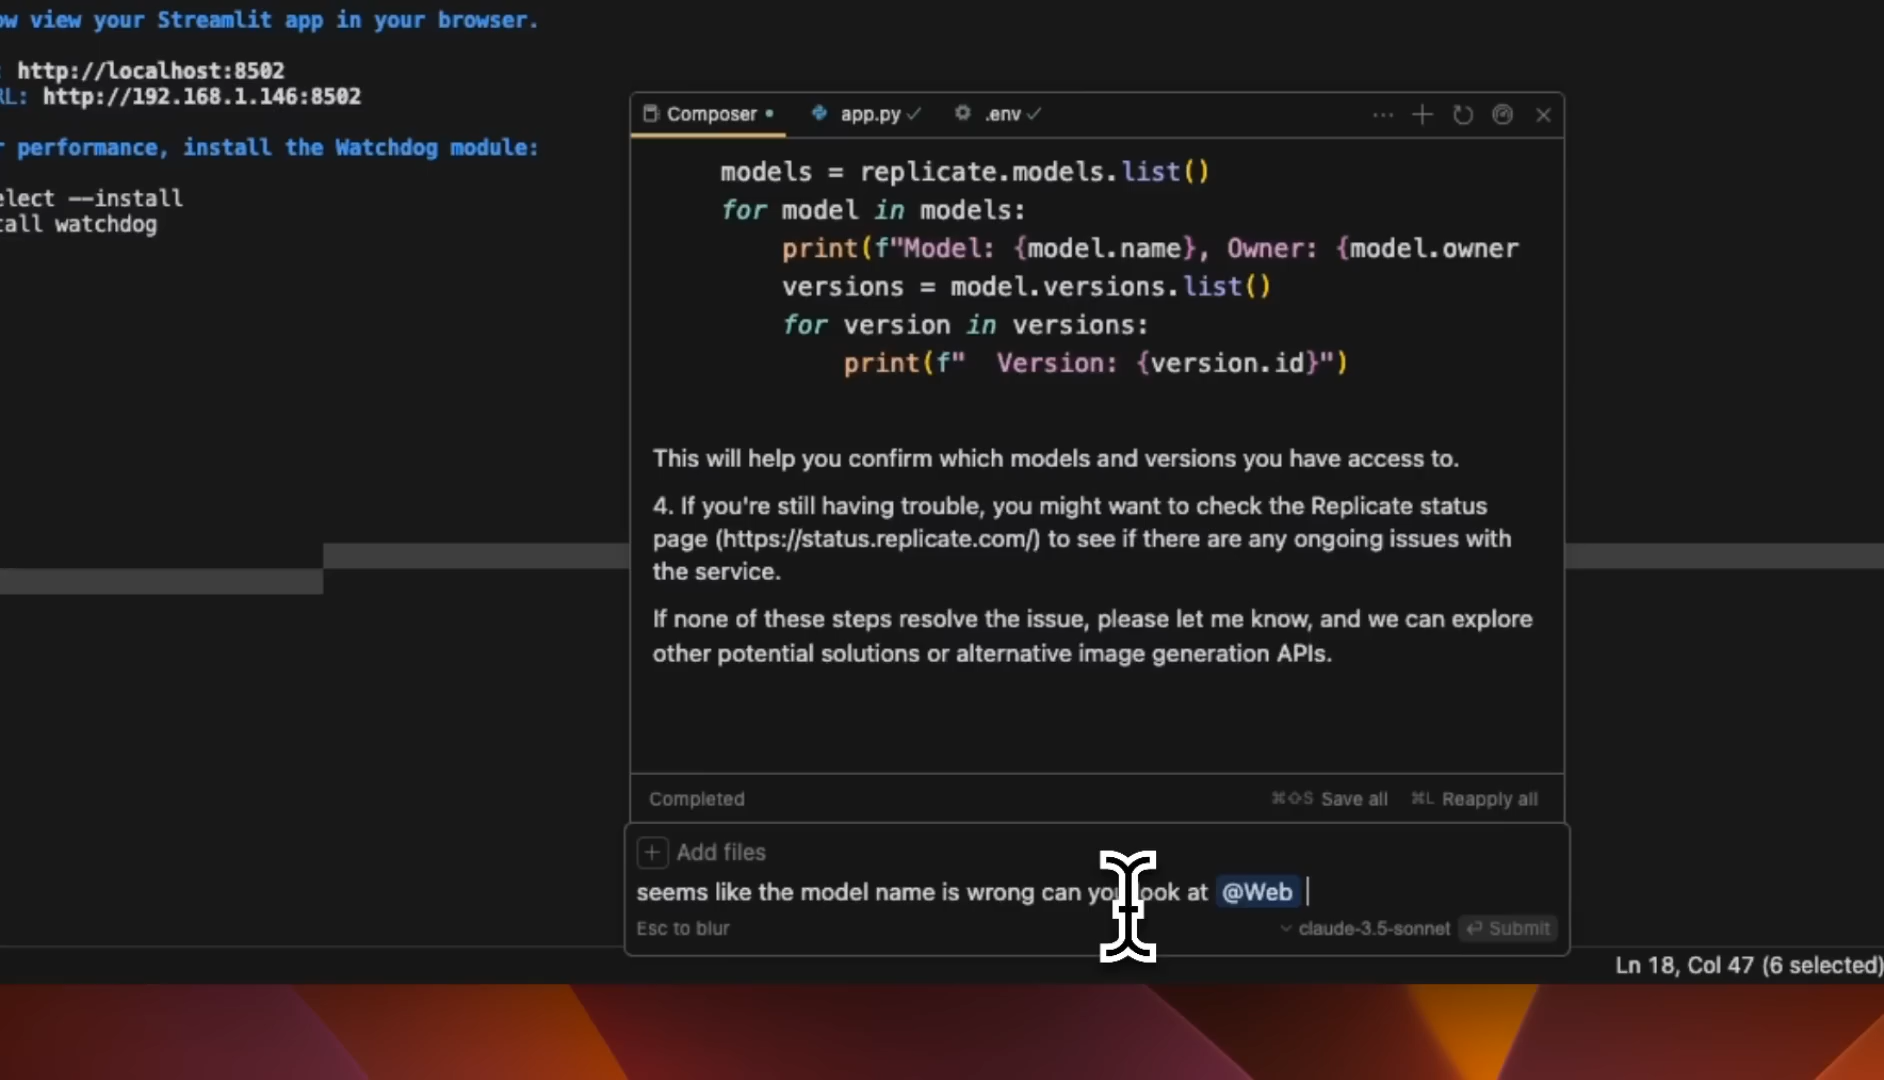 ow view your Streamlit app in your browser.
: http://localhost:8502
RL: http://192.168.1.146:8502
r performance, install the Watchdog module:
elect --install
tall watchdog
Composer • app.py ✓ .env ✓
models = replicate.models.list()
for model in models:
print(f"Model: {model.name}, Owner: {model.owner
versions = model.versions.list()
for version in versions:
print(f"  Version: {version.id}")
This will help you confirm which models and versions you have access to.
4. If you're still having trouble, you might want to check the Replicate status
page (https://status.replicate.com/) to see if there are any ongoing issues with
the service.
If none of these steps resolve the issue, please let me know, and we can explore
other potential solutions or alternative image generation APIs.
Completed ⌘⇧S Save all ⌘L Reapply all
+ Add files
seems like the model name is wrong can you look at @Web
Esc to blur claude-3.5-sonnet ↵ Submit
Ln 18, Col 47 (6 selected)